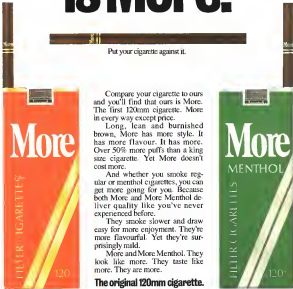 is More.
Put your cigarette against it.
Compare your cigarette to ours
and you'll find that ours is More.
The first 120mm cigarette. More
in every way except price.
Long, lean and burnished
brown, More has more style. It
has more flavour. It has more.
Over 50% more puffs than a king
size cigarette. Yet More doesn't
cost more.
And whether you smoke reg-
ular or menthol cigarettes, you can
get more going for you. Because
both More and More Menthol de-
liver quality like you've never
experienced before.
They smoke slower and draw
easy for more enjoyment. They're
more flavourful. Yet they're sur-
prisingly mild.
More and More Menthol. They
look like more. They taste like
more. They are more.
The original 120mm cigarette.
More
FILTER CIGARETTES
120
More
MENTHOL
FILTER CIGARETTES
120